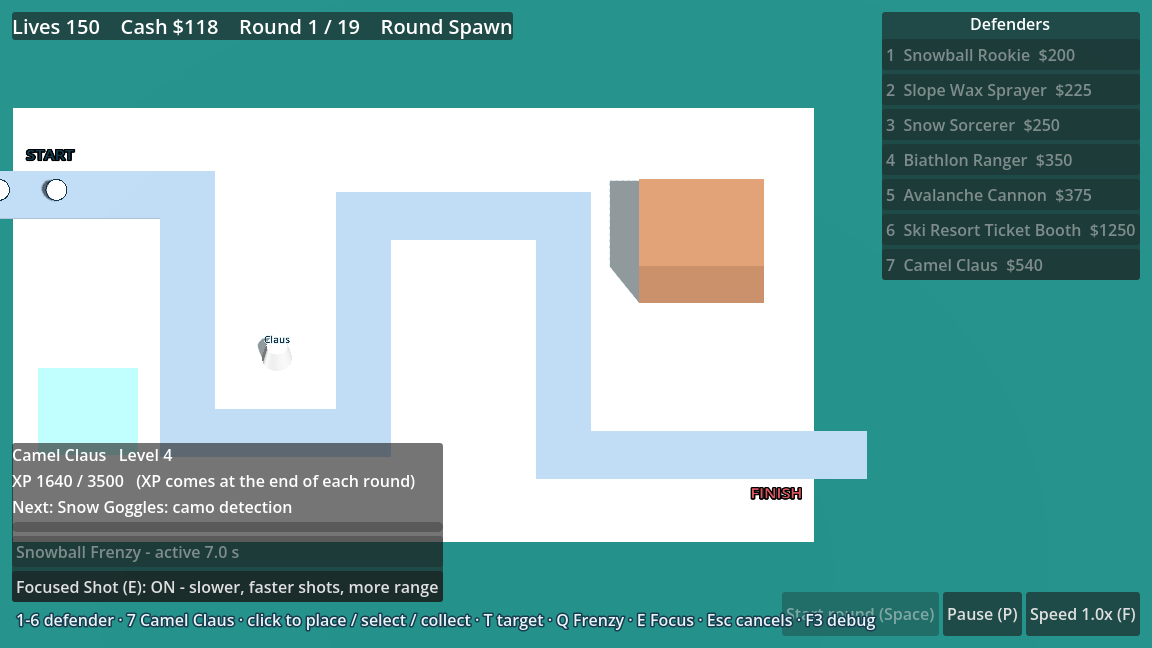 Lives 150 Cash $118 Round 1 / 19 Round Spawn
Defenders
1 Snowball Rookie $200
2 Slope Wax Sprayer $225
3 Snow Sorcerer $250
4 Biathlon Ranger $350
5 Avalanche Cannon $375
6 Ski Resort Ticket Booth $1250
7 Camel Claus $540
START
Claus
Camel Claus Level 4
XP 1640 / 3500 (XP comes at the end of each round)
Next: Snow Goggles: camo detection
Snowball Frenzy - active 7.0 s
Focused Shot (E): ON - slower, faster shots, more range
FINISH
1-6 defender · 7 Camel Claus · click to place / select / collect · T target · Q Frenzy · E Focus · Esc cancels · F3 debug
Start round (Space)
Pause (P)
Speed 1.0x (F)